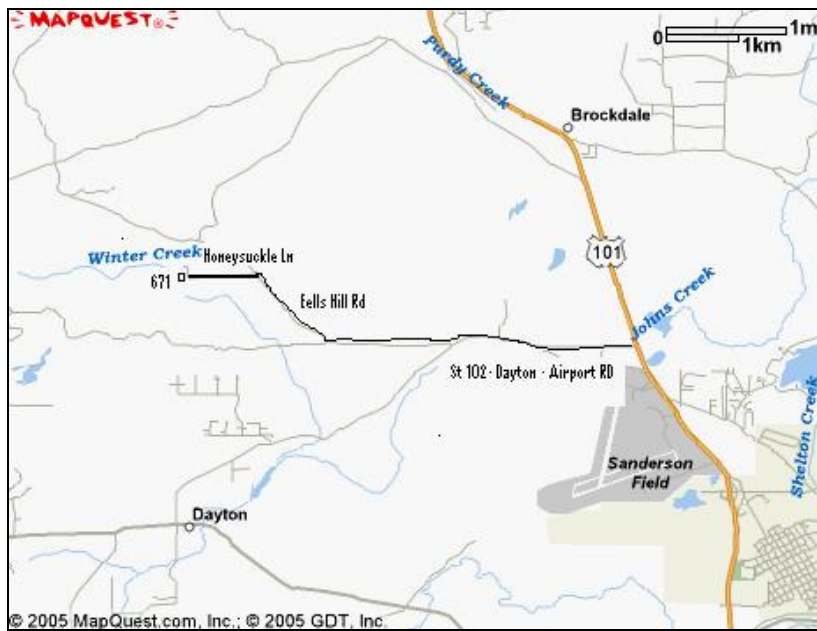 MAPQUEST®
0
1m
1km
Purdy Creek
Brockdale
101
Winter Creek
Honeysuckle Ln
671
Eells Hill Rd
Johns Creek
St 102 - Dayton - Airport RD
Sanderson
Field
Shelton Creek
Dayton
© 2005 MapQuest.com, Inc.; © 2005 GDT, Inc.